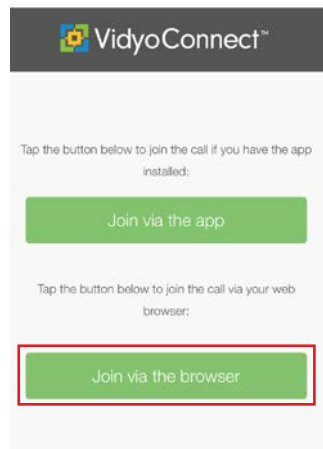 VidyoConnect™
Tap the button below to join the call if you have the app
installed:
Join via the app
Tap the button below to join the call via your web
browser:
Join via the browser